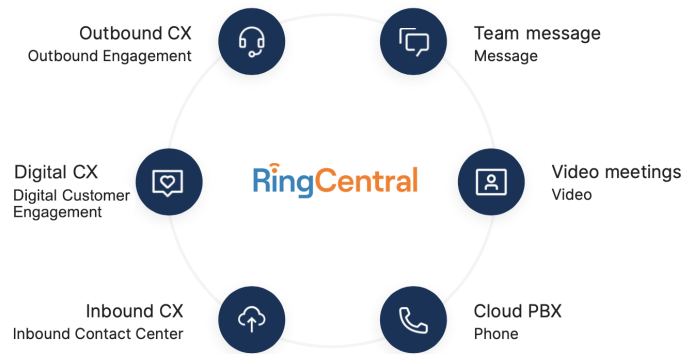 Outbound CX
Outbound Engagement
Team message
Message
Digital CX
Digital Customer
Engagement
RingCentral
Video meetings
Video
Inbound CX
Inbound Contact Center
Cloud PBX
Phone